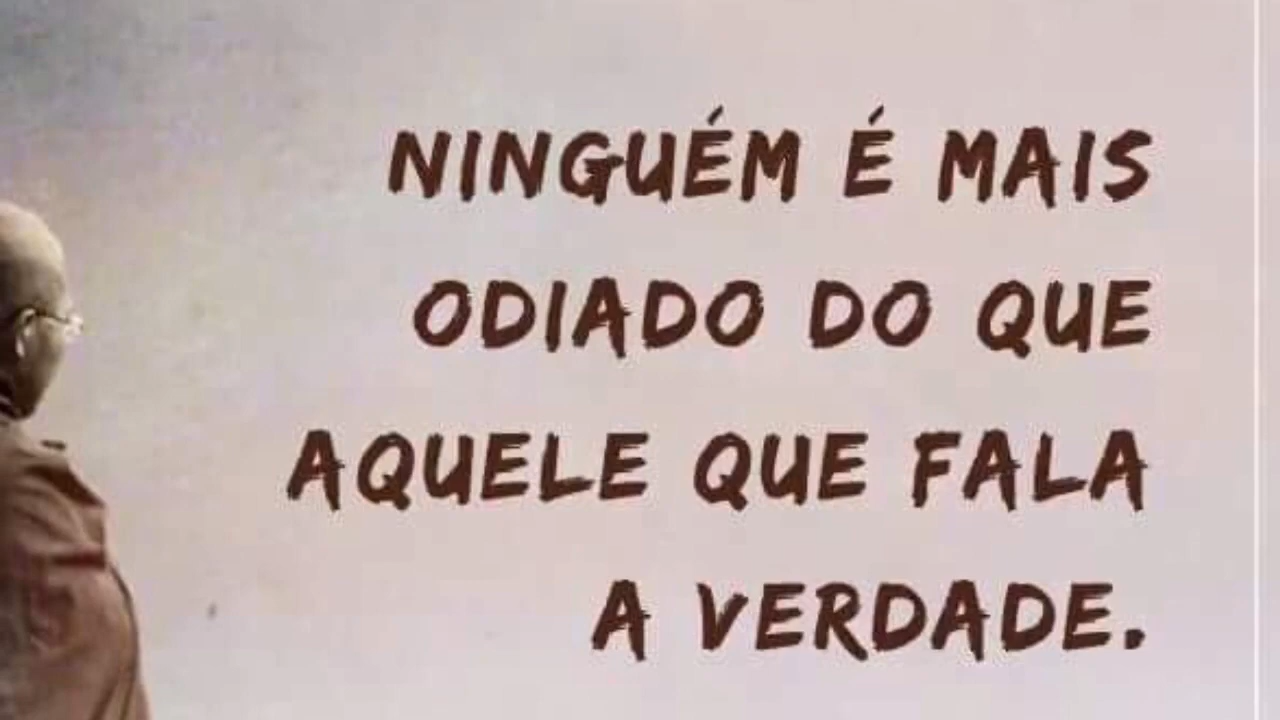 NINGUÉM É MAIS
ODIADO DO QUE
AQUELE QUE FALA
A VERDADE.